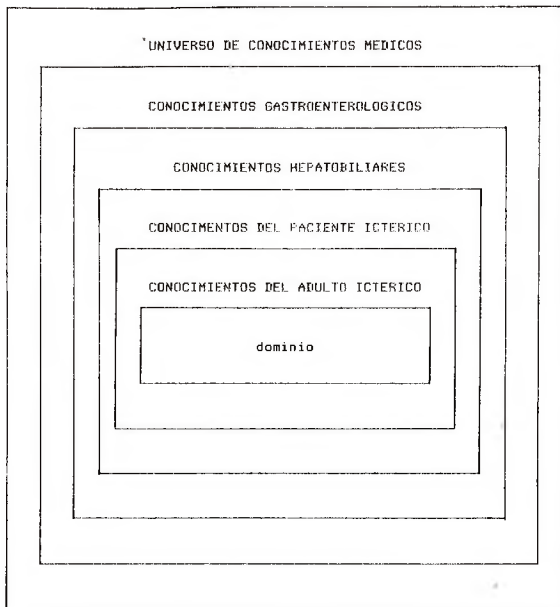 UNIVERSO DE CONOCIMIENTOS MEDICOS
CONOCIMIENTOS GASTROENTEROLOGICOS
CONOCIMIENTOS HEPATOBILIARES
CONOCIMENTOS DEL PACIENTE ICTERICO
CONOCIMIENTOS DEL ADULTO ICTERICO
dominio